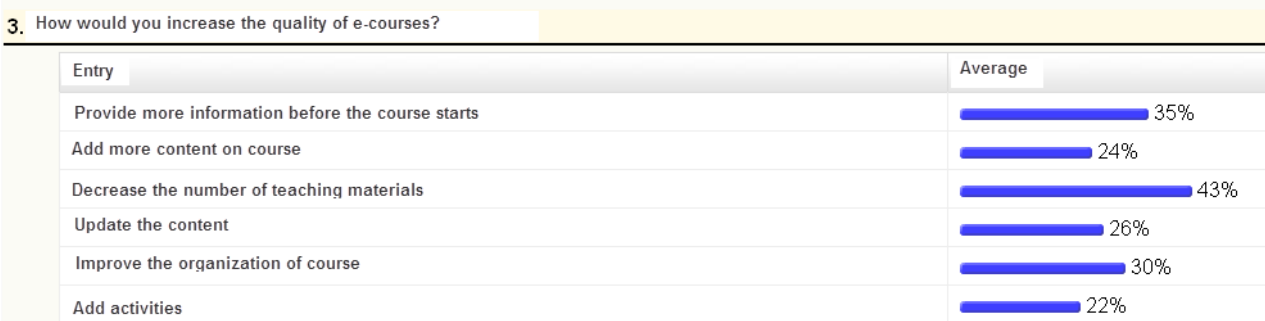 3. How would you increase the quality of e-courses?
Entry Average
Provide more information before the course starts 35%
Add more content on course 24%
Decrease the number of teaching materials 43%
Update the content 26%
Improve the organization of course 30%
Add activities 22%